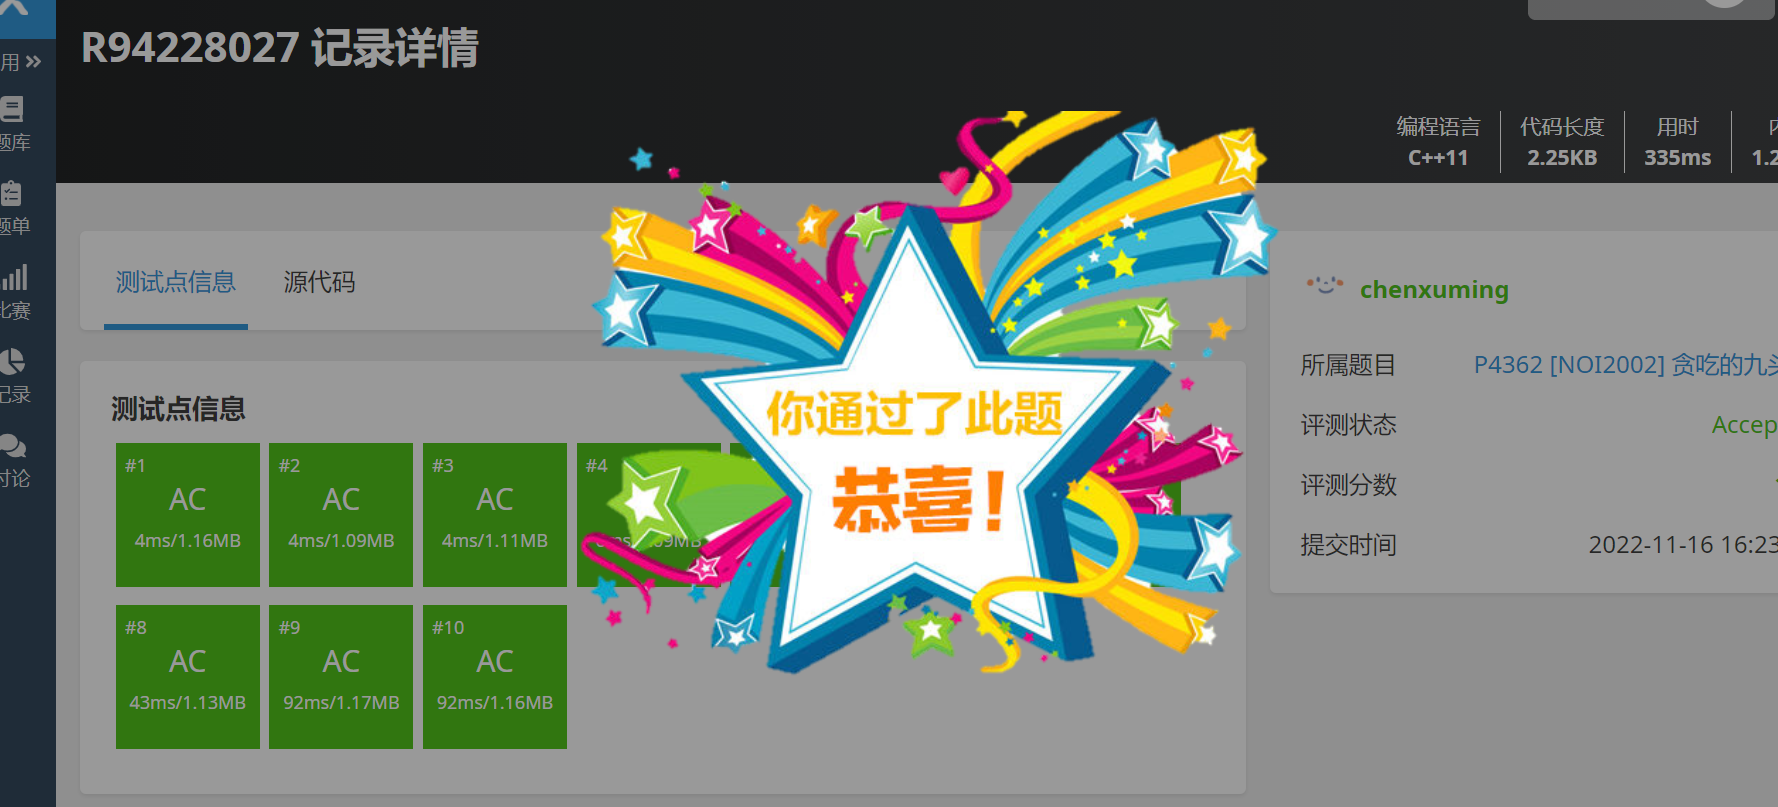 R94228027 记录详情
用
题库
题单
比赛
记录
讨论
编程语言
C++11
代码长度
2.25KB
用时
335ms
1.2
测试点信息
源代码
chenxuming
所属题目
P4362 [NOI2002] 贪吃的九头
评测状态
Accep
评测分数
提交时间
2022-11-16 16:23
测试点信息
#1
AC
4ms/1.16MB
#2
AC
4ms/1.09MB
#3
AC
4ms/1.11MB
#4
#8
AC
43ms/1.13MB
#9
AC
92ms/1.17MB
#10
AC
92ms/1.16MB
你通过了此题
恭喜!